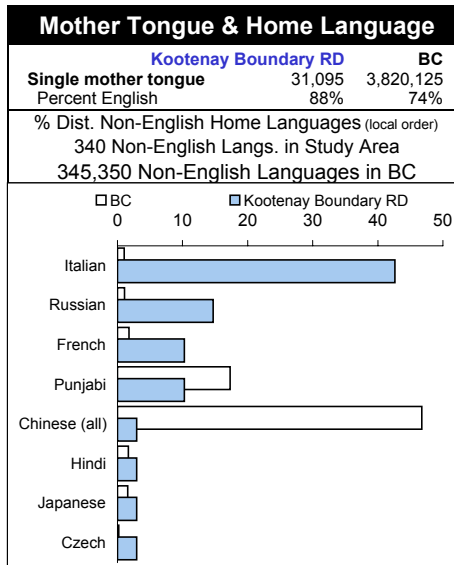 Mother Tongue & Home Language
Kootenay Boundary RD BC
Single mother tongue 31,095 3,820,125
Percent English 88% 74%
% Dist. Non-English Home Languages (local order)
340 Non-English Langs. in Study Area
345,350 Non-English Languages in BC
BC Kootenay Boundary RD
0 10 20 30 40 50
Italian
Russian
French
Punjabi
Chinese (all)
Hindi
Japanese
Czech